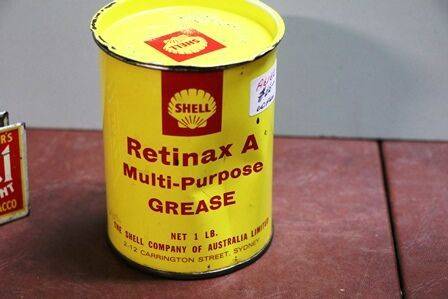 SHELL
SHELL
Retinax A
Multi-Purpose
GREASE
NET 1 LB.
THE SHELL COMPANY OF AUSTRALIA LIMITED
2-12 CARRINGTON STREET, SYDNEY